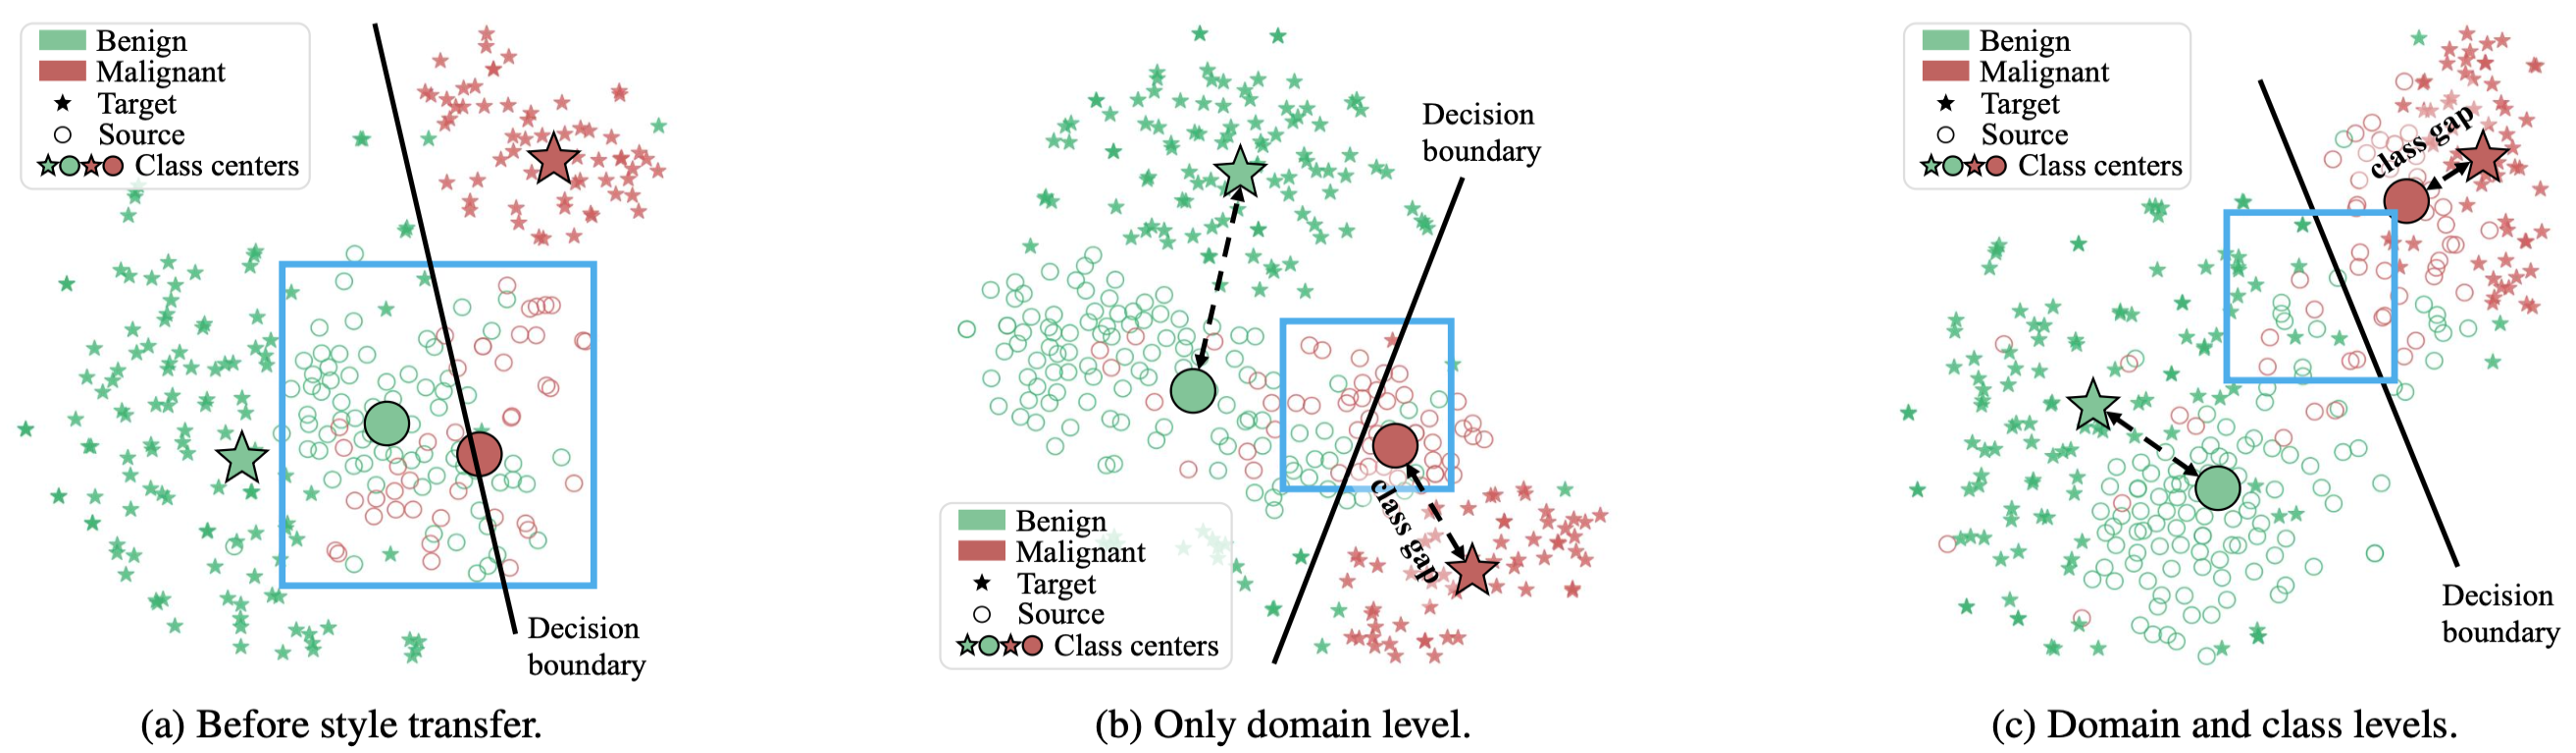 Benign
Malignant
Target
Source
Class centers
Decision
boundary
(a) Before style transfer.
Decision
boundary
class gap
Benign
Malignant
Target
Source
Class centers
(b) Only domain level.
Benign
Malignant
Target
Source
Class centers
class gap
Decision
boundary
(c) Domain and class levels.